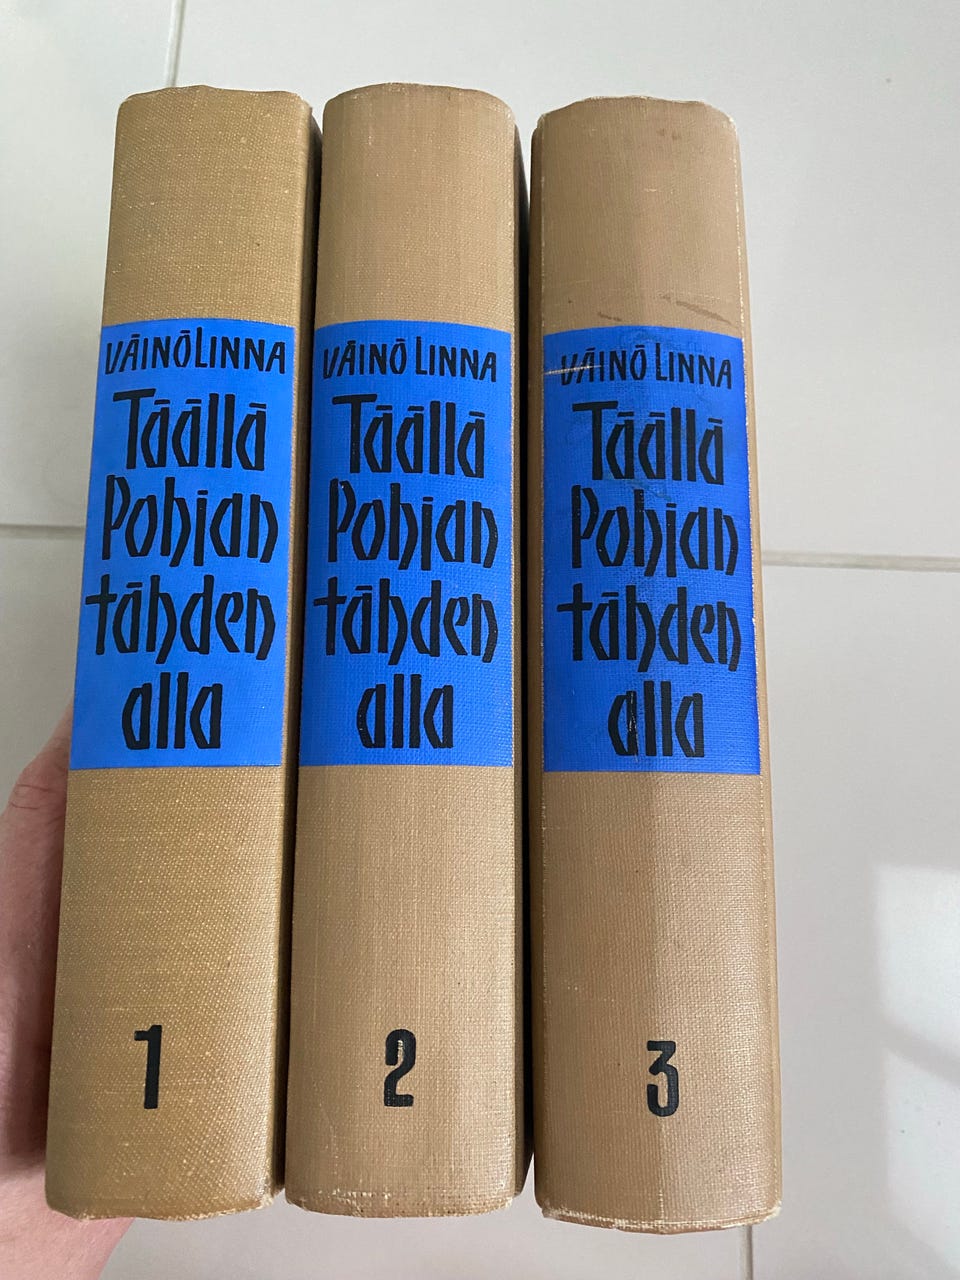 VÄINÖ LINNA
Täällä
Pohjan
tähden
alla
1
VÄINÖ LINNA
Täällä
Pohjan
tähden
alla
2
VÄINÖ LINNA
Täällä
Pohjan
tähden
alla
3